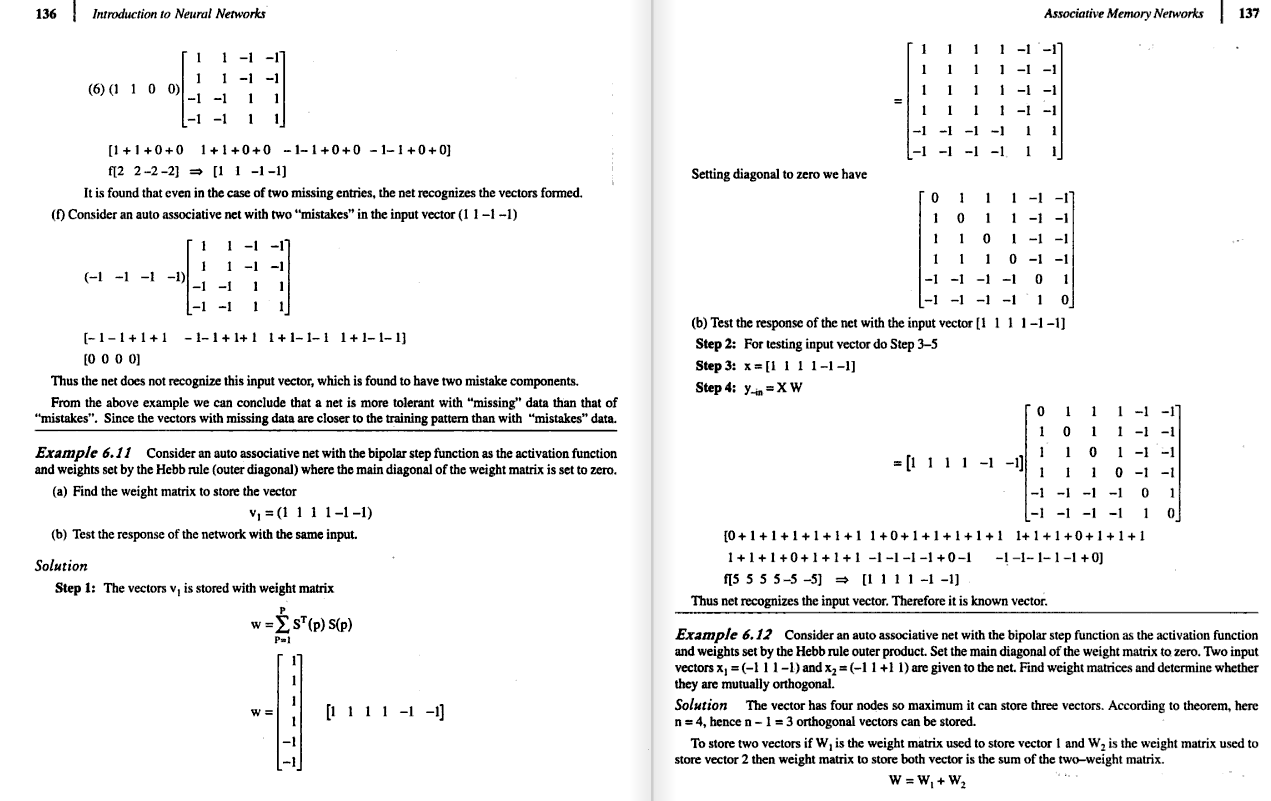 136 | Introduction to Neural Networks
(6) (1 1 0 0)
1 1 -1 -1
1 1 -1 -1
-1 -1 1 1
-1 -1 1 1
[1+1+0+0 1+1+0+0 -1-1+0+0 -1-1+0+0]
f[2 2 -2 -2] ⇒ [1 1 -1 -1]
It is found that even in the case of two missing entries, the net recognizes the vectors formed.
(f) Consider an auto associative net with two “mistakes” in the input vector (1 1 –1 –1)
(-1 -1 -1 -1)
1 1 -1 -1
1 1 -1 -1
-1 -1 1 1
-1 -1 1 1
[-1-1+1+1 -1-1+1+1 1+1-1-1 1+1-1-1]
[0 0 0 0]
Thus the net does not recognize this input vector, which is found to have two mistake components.
From the above example we can conclude that a net is more tolerant with “missing” data than that of
“mistakes”. Since the vectors with missing data are closer to the training pattern than with “mistakes” data.
Example 6.11 Consider an auto associative net with the bipolar step function as the activation function
and weights set by the Hebb rule (outer diagonal) where the main diagonal of the weight matrix is set to zero.
(a) Find the weight matrix to store the vector
v₁ = (1 1 1 1 –1 –1)
(b) Test the response of the network with the same input.
Solution
Step 1: The vectors v₁ is stored with weight matrix
P
w = Σ Sᵀ(p) S(p)
P=1
w =
1
1
1
1
-1
-1
[1 1 1 1 -1 -1]
Associative Memory Networks | 137
=
1 1 1 1 -1 -1
1 1 1 1 -1 -1
1 1 1 1 -1 -1
1 1 1 1 -1 -1
-1 -1 -1 -1 1 1
-1 -1 -1 -1 1 1
Setting diagonal to zero we have
0 1 1 1 -1 -1
1 0 1 1 -1 -1
1 1 0 1 -1 -1
1 1 1 0 -1 -1
-1 -1 -1 -1 0 1
-1 -1 -1 -1 1 0
(b) Test the response of the net with the input vector [1 1 1 1 –1 –1]
Step 2: For testing input vector do Step 3–5
Step 3: x = [1 1 1 1 –1 –1]
Step 4: y₋ᵢₙ = X W
= [1 1 1 1 -1 -1]
0 1 1 1 -1 -1
1 0 1 1 -1 -1
1 1 0 1 -1 -1
1 1 1 0 -1 -1
-1 -1 -1 -1 0 1
-1 -1 -1 -1 1 0
[0+1+1+1+1+1+1 1+0+1+1+1+1+1 1+1+1+0+1+1+1
1+1+1+0+1+1+1 -1-1-1-1+0-1 -1-1-1-1-1+0]
f[5 5 5 5 -5 -5] ⇒ [1 1 1 1 -1 -1]
Thus net recognizes the input vector. Therefore it is known vector.
Example 6.12 Consider an auto associative net with the bipolar step function as the activation function
and weights set by the Hebb rule outer product. Set the main diagonal of the weight matrix to zero. Two input
vectors x₁ = (–1 1 1 –1) and x₂ = (–1 1 +1 1) are given to the net. Find weight matrices and determine whether
they are mutually orthogonal.
Solution The vector has four nodes so maximum it can store three vectors. According to theorem, here
n = 4, hence n – 1 = 3 orthogonal vectors can be stored.
To store two vectors if W₁ is the weight matrix used to store vector 1 and W₂ is the weight matrix used to
store vector 2 then weight matrix to store both vector is the sum of the two–weight matrix.
W = W₁ + W₂